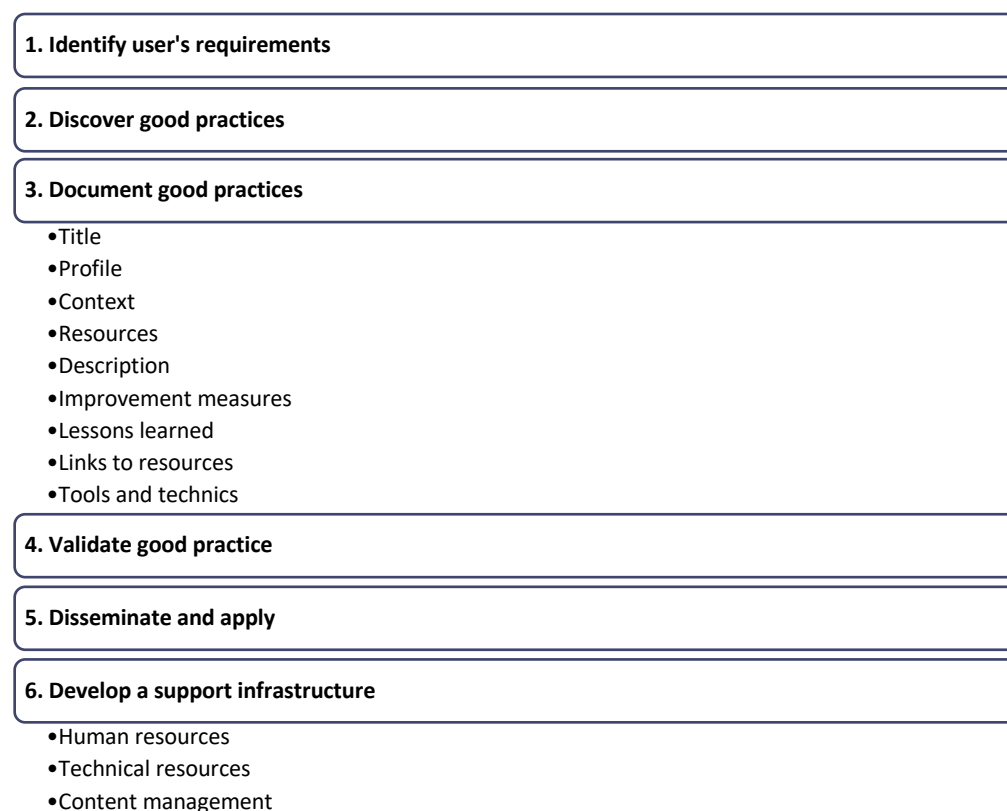 1. Identify user's requirements
2. Discover good practices
3. Document good practices
•Title
•Profile
•Context
•Resources
•Description
•Improvement measures
•Lessons learned
•Links to resources
•Tools and technics
4. Validate good practice
5. Disseminate and apply
6. Develop a support infrastructure
•Human resources
•Technical resources
•Content management